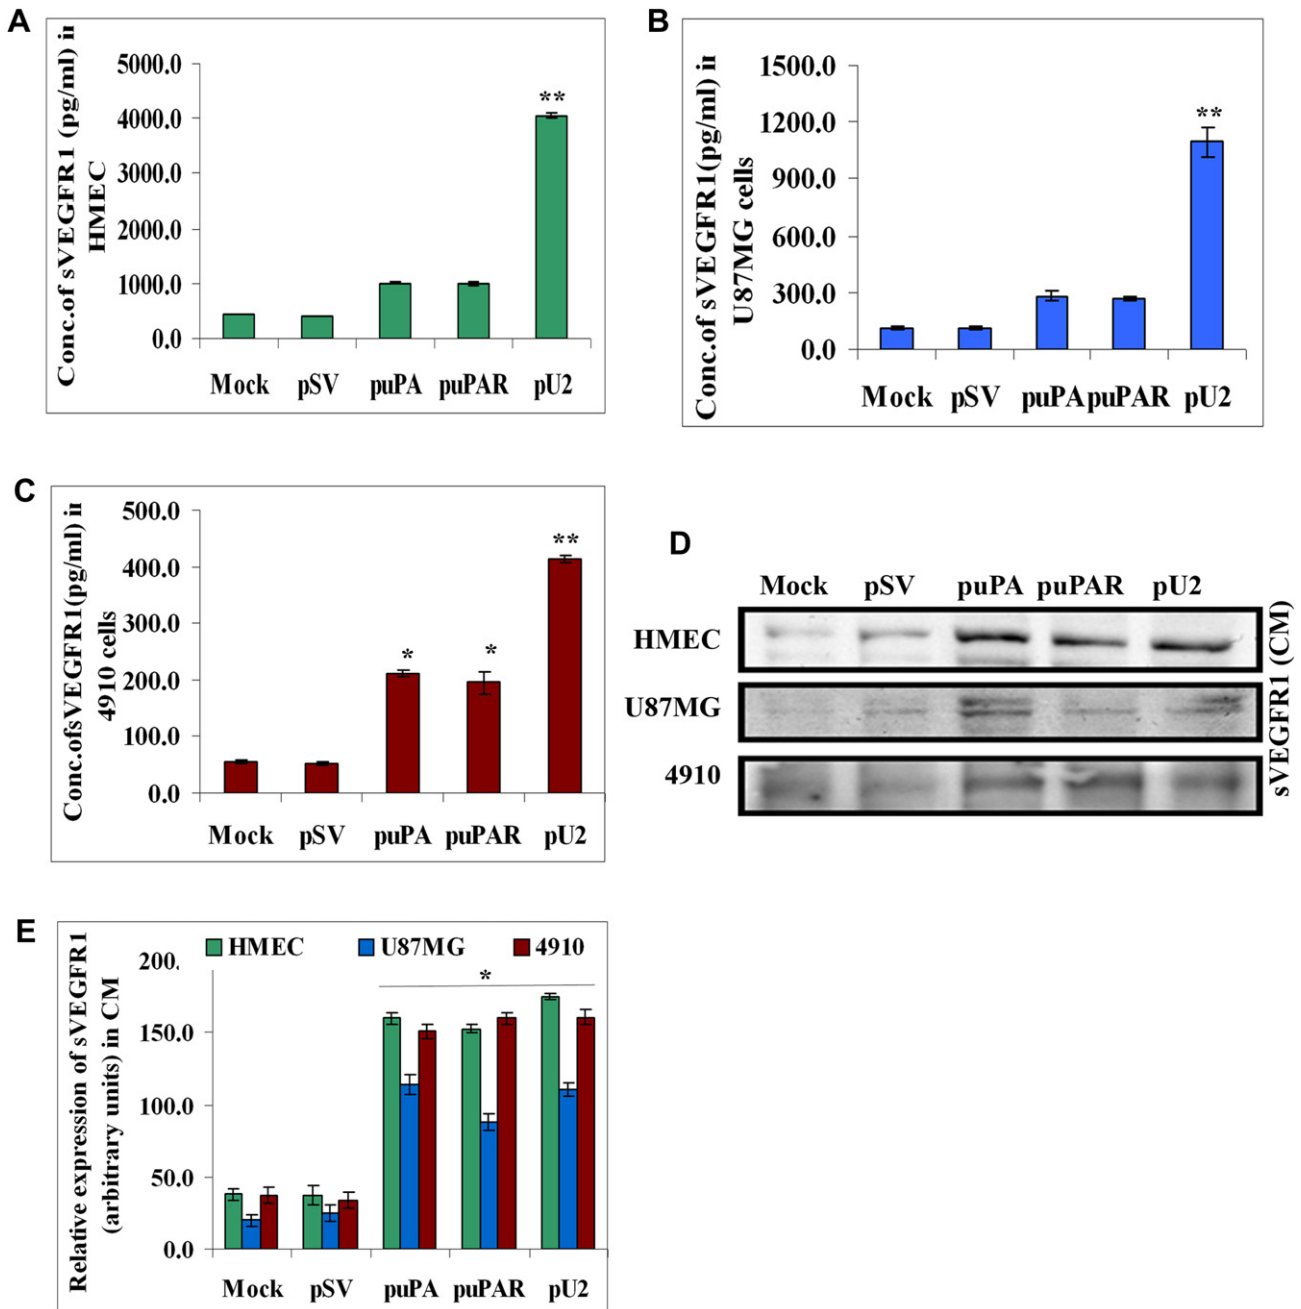 A
Conc.of sVEGFR1 (pg/ml) in
HMEC
5000.0
4000.0
3000.0
2000.0
1000.0
0.0
**
Mock pSV puPA puPAR pU2
B
Conc.of sVEGFR1(pg/ml) in
U87MG cells
1500.0
1200.0
900.0
600.0
300.0
0.0
**
Mock pSV puPA puPAR pU2
C
Conc.ofsVEGFR1(pg/ml) in
4910 cells
500.0
400.0
300.0
200.0
100.0
0.0
* * **
Mock pSV puPA puPAR pU2
D
Mock pSV puPA puPAR pU2
HMEC
U87MG
4910
sVEGFR1 (CM)
E
Relative expression of sVEGFR1
(arbitrary units) in CM
HMEC U87MG 4910
200.
150.0
100.0
50.0
0.0
*
Mock pSV puPA puPAR pU2